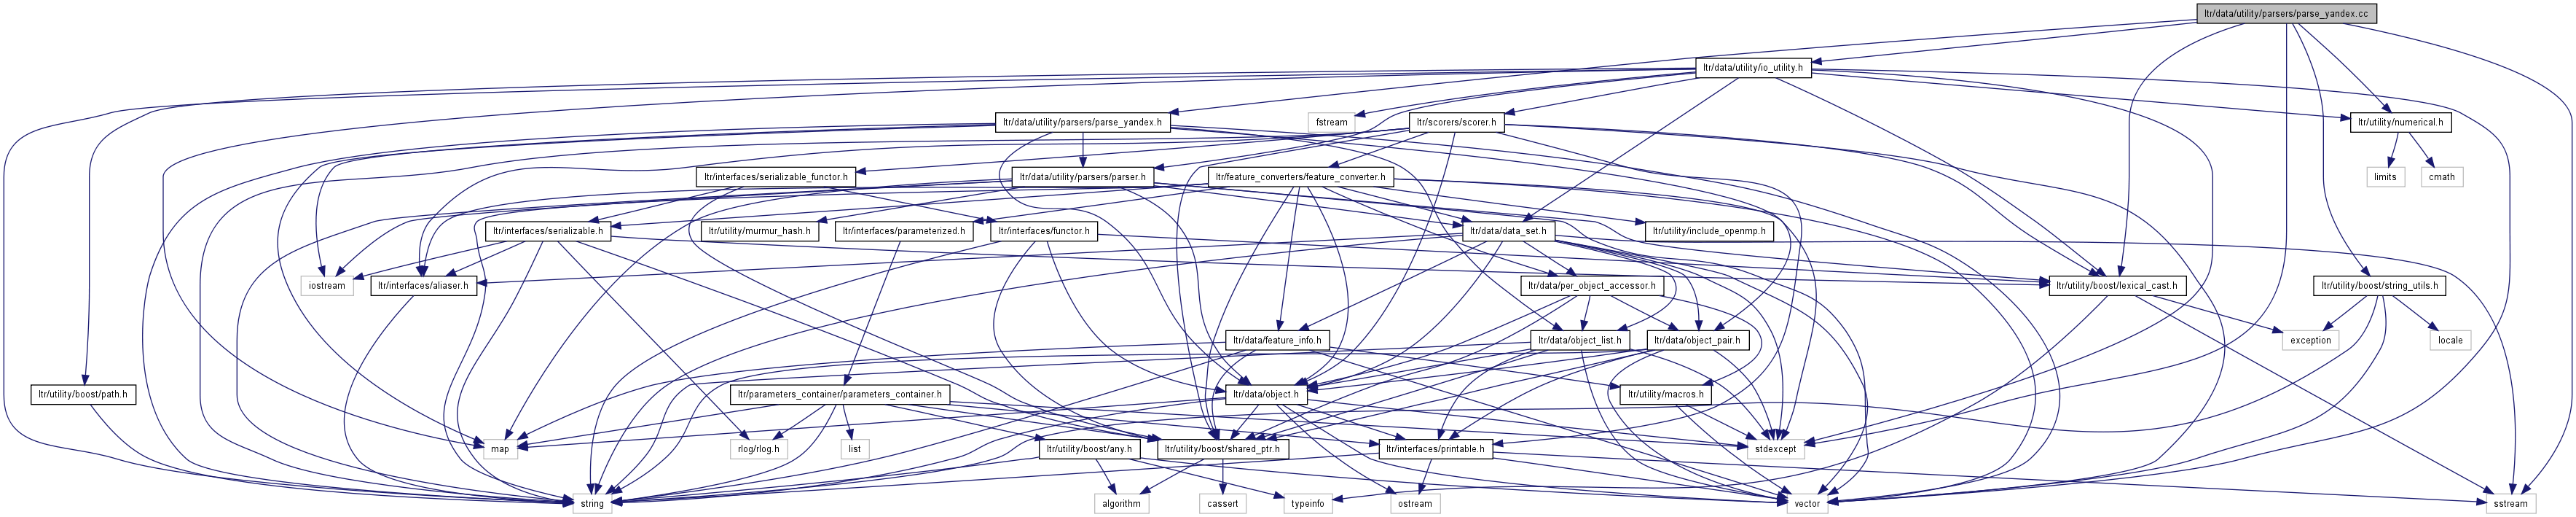 ltr/data/utility/parsers/parse_yandex.cc
ltr/data/utility/io_utility.h
ltr/data/utility/parsers/parse_yandex.h
fstream
ltr/scorers/scorer.h
ltr/utility/numerical.h
ltr/interfaces/serializable_functor.h
ltr/data/utility/parsers/parser.h
ltr/feature_converters/feature_converter.h
limits
cmath
ltr/interfaces/serializable.h
ltr/utility/murmur_hash.h
ltr/interfaces/parameterized.h
ltr/interfaces/functor.h
ltr/data/data_set.h
ltr/utility/include_openmp.h
iostream
ltr/interfaces/aliaser.h
ltr/data/per_object_accessor.h
ltr/utility/boost/lexical_cast.h
ltr/utility/boost/string_utils.h
ltr/data/feature_info.h
ltr/data/object_list.h
ltr/data/object_pair.h
exception
locale
ltr/utility/boost/path.h
ltr/parameters_container/parameters_container.h
ltr/data/object.h
ltr/utility/macros.h
map
rlog/rlog.h
list
ltr/utility/boost/any.h
ltr/utility/boost/shared_ptr.h
ltr/interfaces/printable.h
stdexcept
string
algorithm
cassert
typeinfo
ostream
vector
sstream